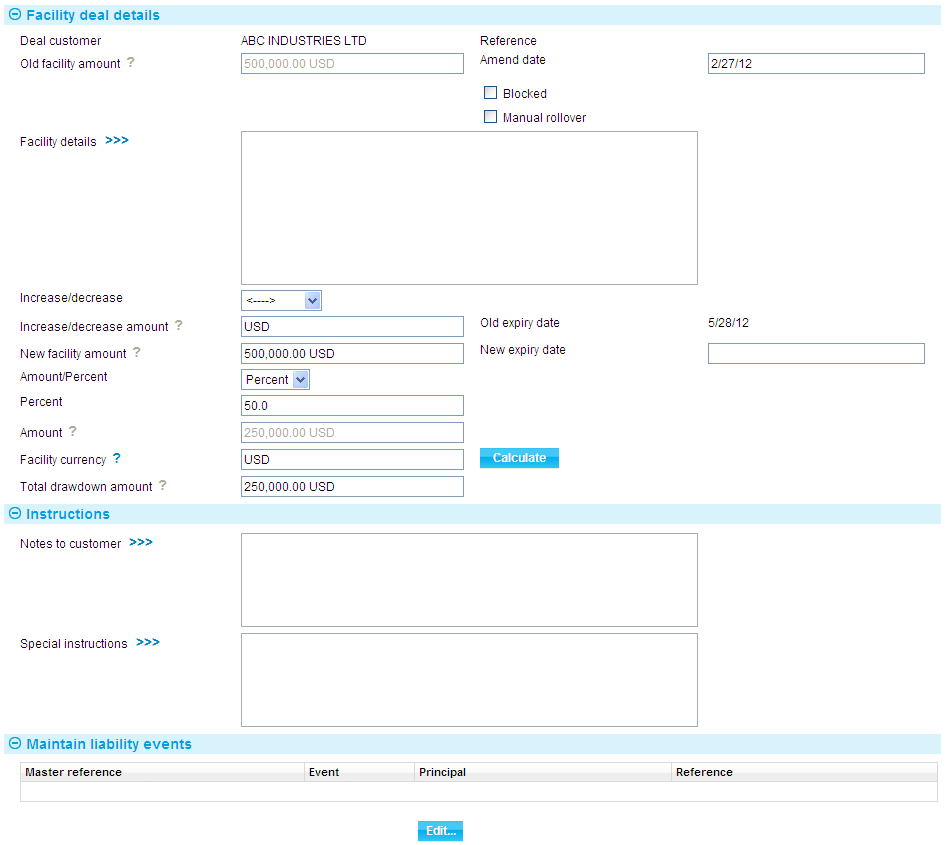 Facility deal details
Deal customer ABC INDUSTRIES LTD Reference
Old facility amount ? 500,000.00 USD Amend date 2/27/12
Blocked
Manual rollover
Facility details >>>
Increase/decrease <---->
Increase/decrease amount ? USD Old expiry date 5/28/12
New facility amount ? 500,000.00 USD New expiry date
Amount/Percent Percent
Percent 50.0
Amount ? 250,000.00 USD
Facility currency ? USD Calculate
Total drawdown amount ? 250,000.00 USD
Instructions
Notes to customer >>>
Special instructions >>>
Maintain liability events
Master reference Event Principal Reference
Edit...